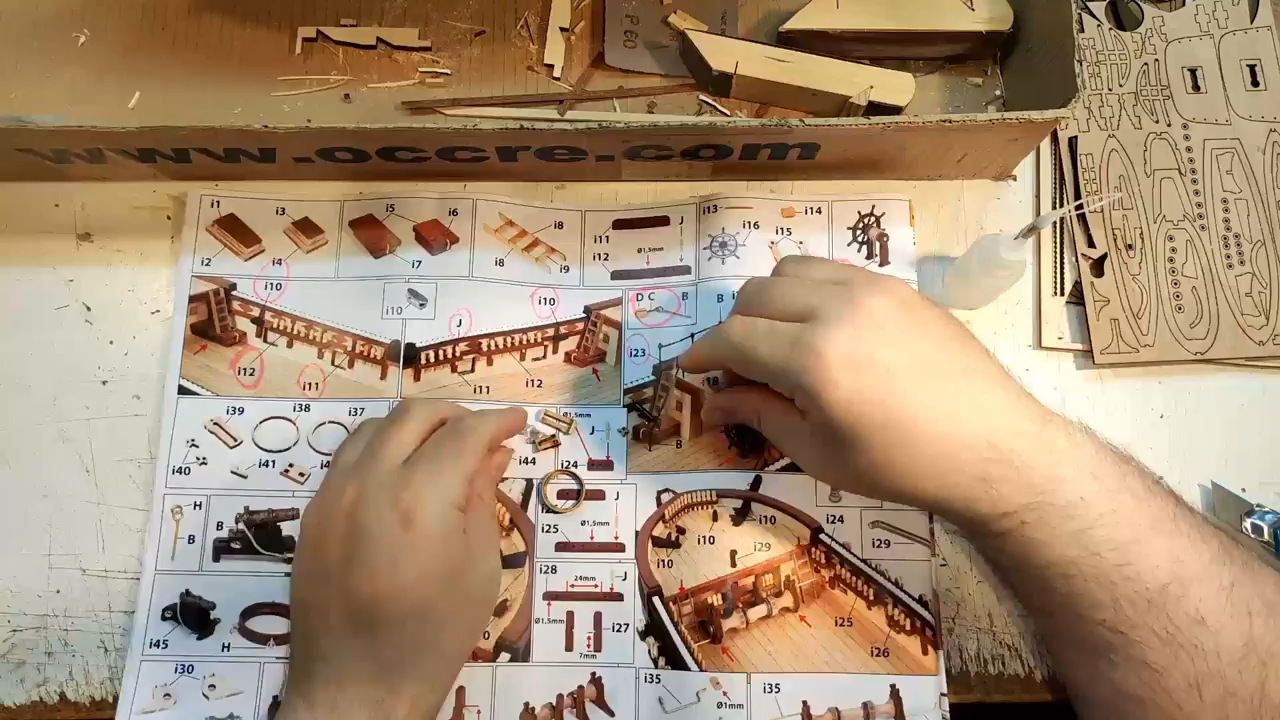 P 60
www.occre.com
i1
i3
i2
i4
i5
i6
i7
i8
i8
i9
i11
i12
J
Ø1,5mm
i13
i14
i16
i15
i10
i10
i10
J
i12
i11
i11
i12
D C B
B
i23
i18
8
i39
i38
i37
i40
i41
i44
Ø1,5mm
J
i24
H
B
B
i45
H
i25
J
Ø1,5mm
i28
24mm
J
Ø1,5mm
i27
7mm
i10
i10
i29
i10
i25
i26
i24
i29
i30
i35
Ø1mm
i35